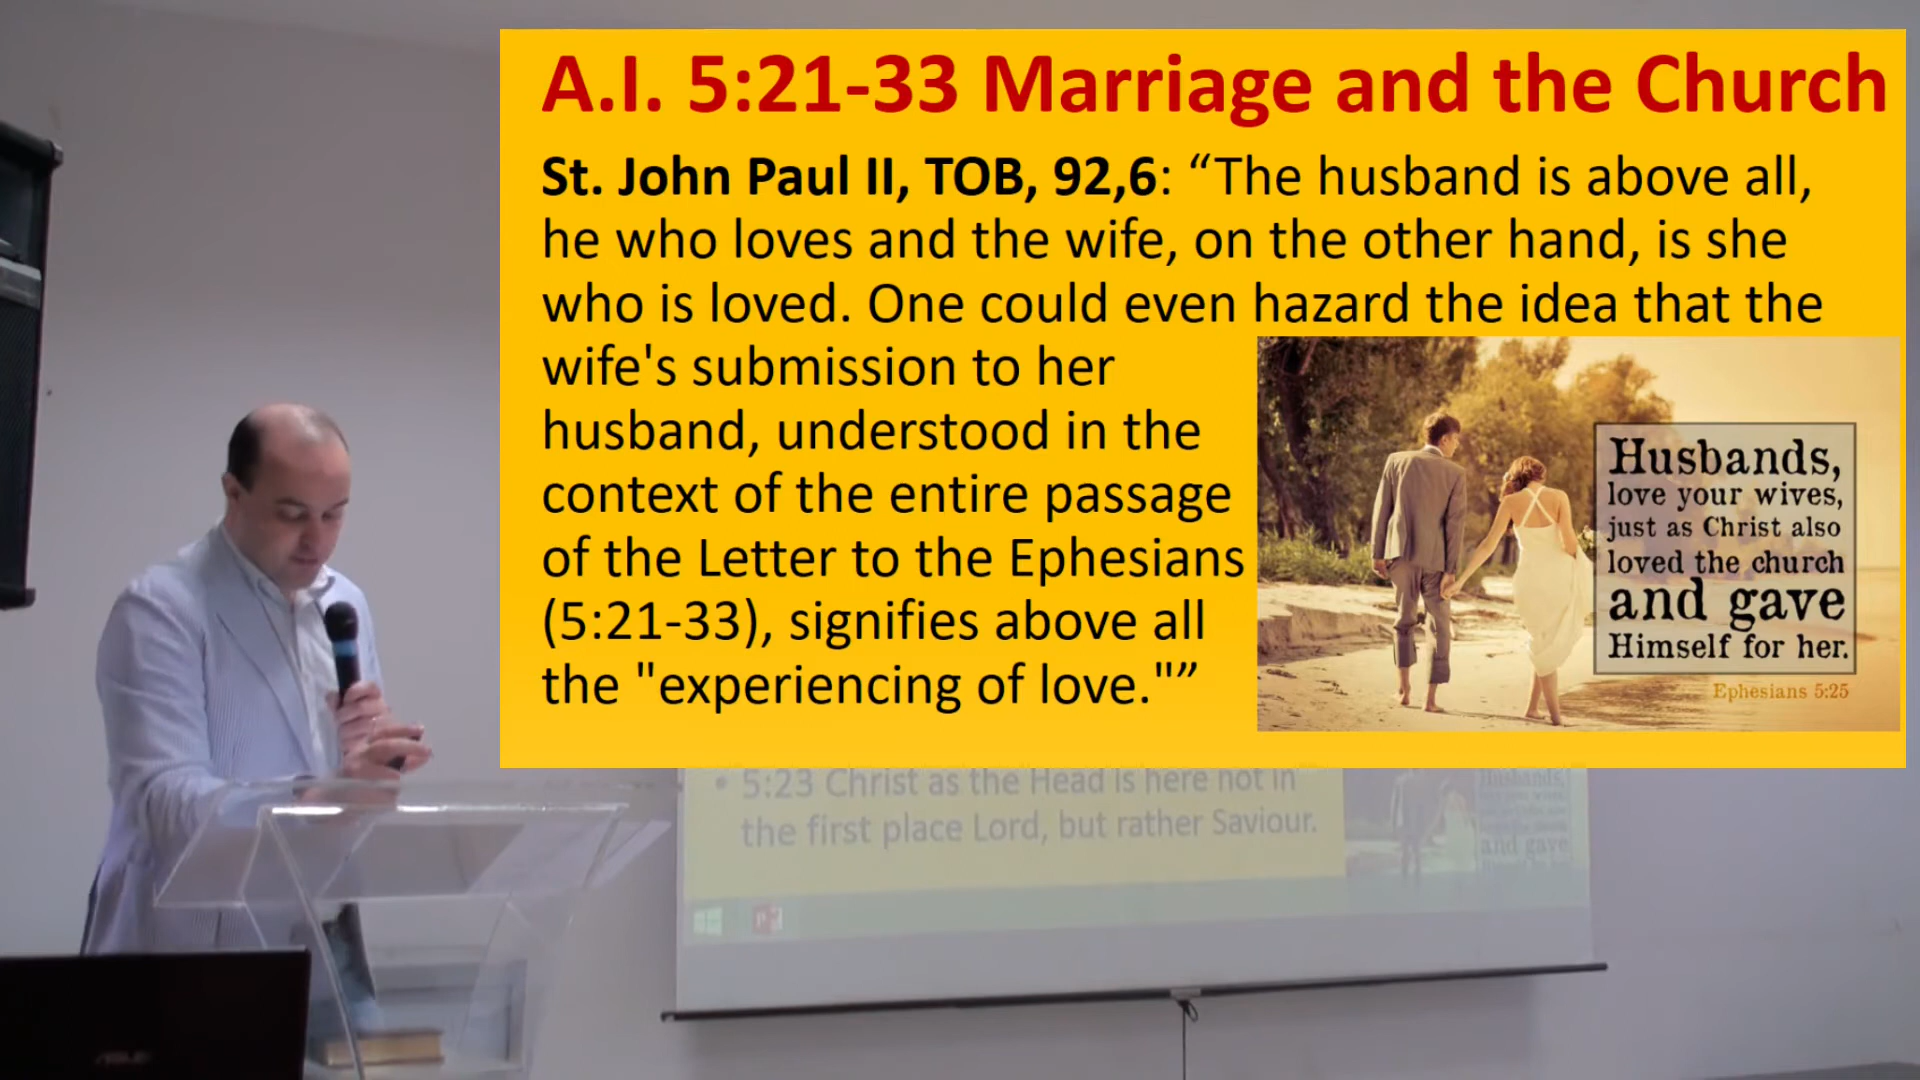 A.I. 5:21-33 Marriage and the Church
St. John Paul II, TOB, 92,6: “The husband is above all,
he who loves and the wife, on the other hand, is she
who is loved. One could even hazard the idea that the
wife's submission to her
husband, understood in the
context of the entire passage
of the Letter to the Ephesians
(5:21-33), signifies above all
the "experiencing of love."”
Husbands,
love your wives,
just as Christ also
loved the church
and gave
Himself for her.
Ephesians 5:25
• 5:23 Christ as the Head is here not in
the first place Lord, but rather Saviour.
Husbands,
and gave
ASUS